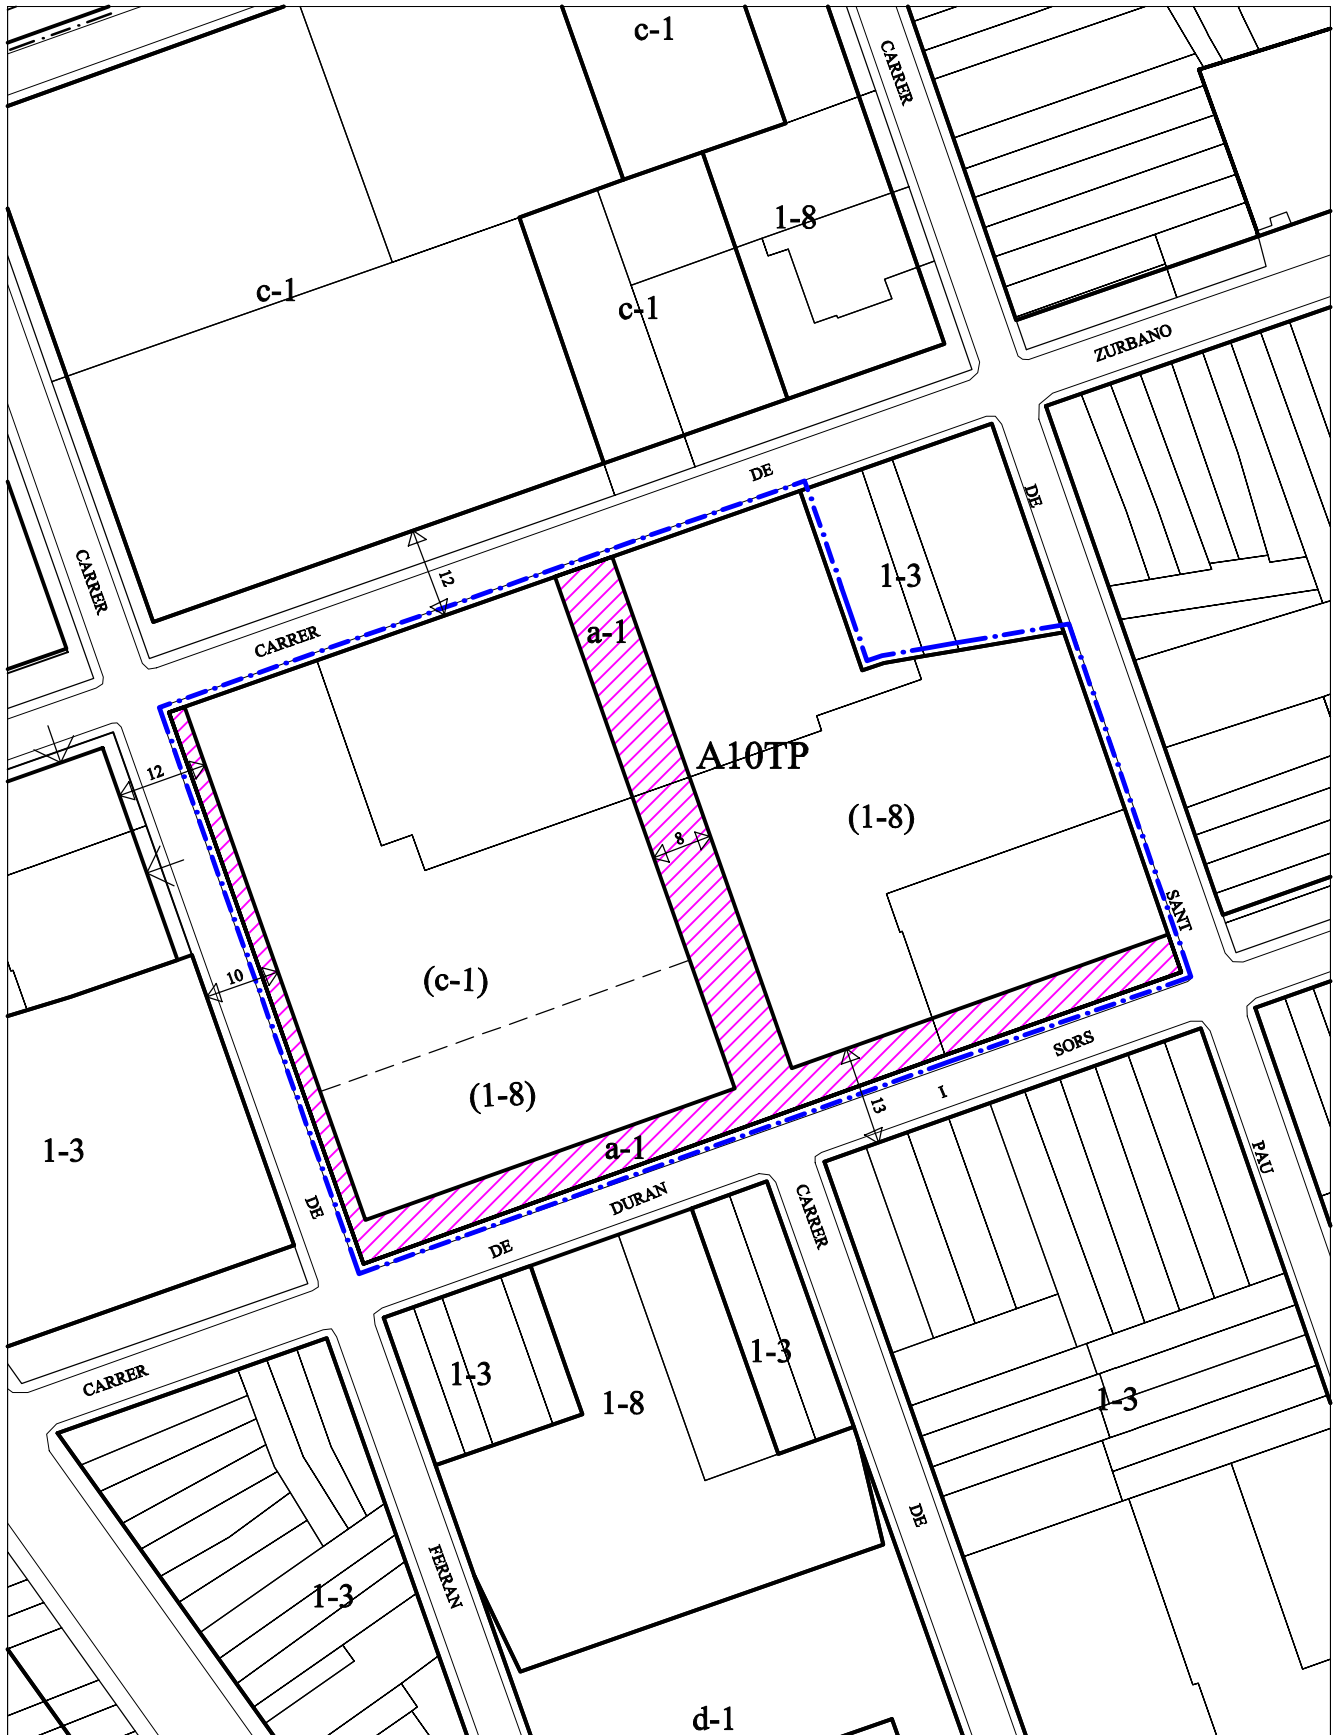 c-1
CARRER
1-8
c-1
c-1
ZURBANO
DE
DE
CARRER
12
1-3
CARRER
a-1
A10TP
12
(1-8)
8
SANT
(c-1)
10
SORS
I
(1-8)
13
1-3
a-1
PAU
DURAN
CARRER
DE
DE
1-3
1-3
CARRER
1-8
1-3
DE
FERRAN
1-3
d-1